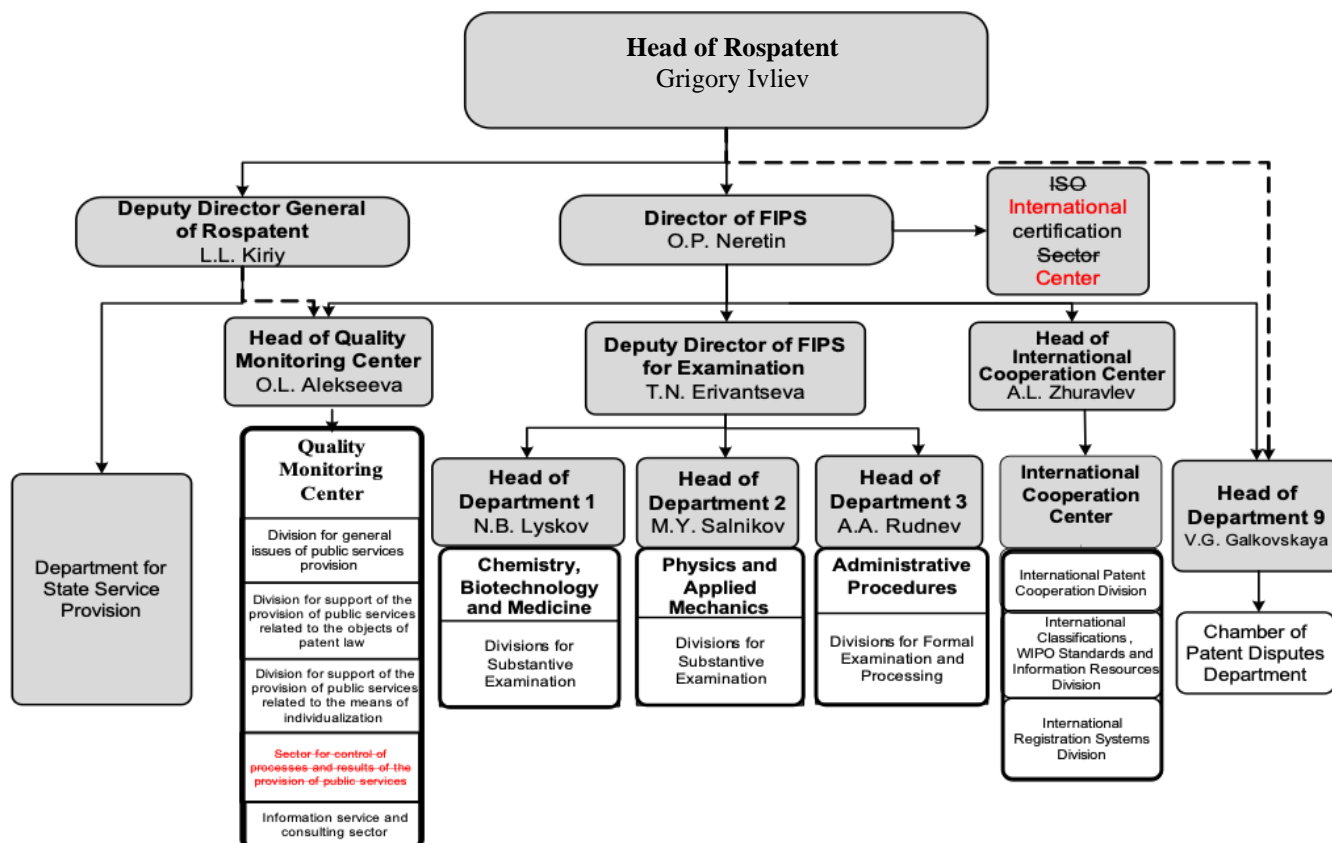 Head of Rospatent
Grigory Ivliev
Deputy Director General
of Rospatent
L.L. Kiriy
Director of FIPS
O.P. Neretin
ISO
International
certification
Sector
Center
Head of Quality
Monitoring Center
O.L. Alekseeva
Deputy Director of FIPS
for Examination
T.N. Erivantseva
Head of
International
Cooperation Center
A.L. Zhuravlev
Department for
State Service
Provision
Quality
Monitoring
Center
Division for general
issues of public services
provision
Division for support of the
provision of public services
related to the objects of
patent law
Division for support of the
provision of public services
related to the means of
individualization
Sector for control of
processes and results of the
provision of public services
Information service and
consulting sector
Head of
Department 1
N.B. Lyskov
Chemistry,
Biotechnology
and Medicine
Divisions for
Substantive
Examination
Head of
Department 2
M.Y. Salnikov
Physics and
Applied
Mechanics
Divisions for
Substantive
Examination
Head of
Department 3
A.A. Rudnev
Administrative
Procedures
Divisions for Formal
Examination and
Processing
International
Cooperation
Center
International Patent
Cooperation Division
International
Classifications ,
WIPO Standards and
Information Resources
Division
International
Registration Systems
Division
Head of
Department 9
V.G. Galkovskaya
Chamber of
Patent Disputes
Department